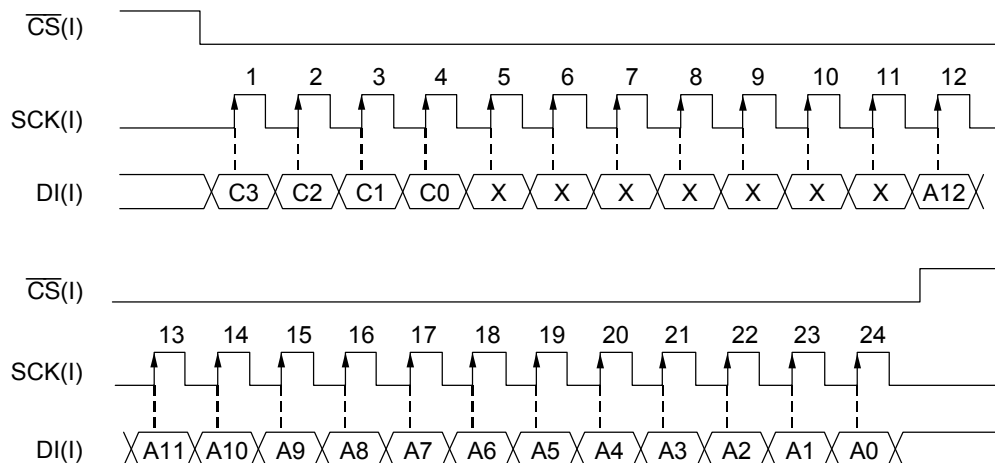 CS(I)
1 2 3 4 5 6 7 8 9 10 11 12
SCK(I)
DI(I) C3 C2 C1 C0 X X X X X X X A12
CS(I)
13 14 15 16 17 18 19 20 21 22 23 24
SCK(I)
DI(I) A11 A10 A9 A8 A7 A6 A5 A4 A3 A2 A1 A0